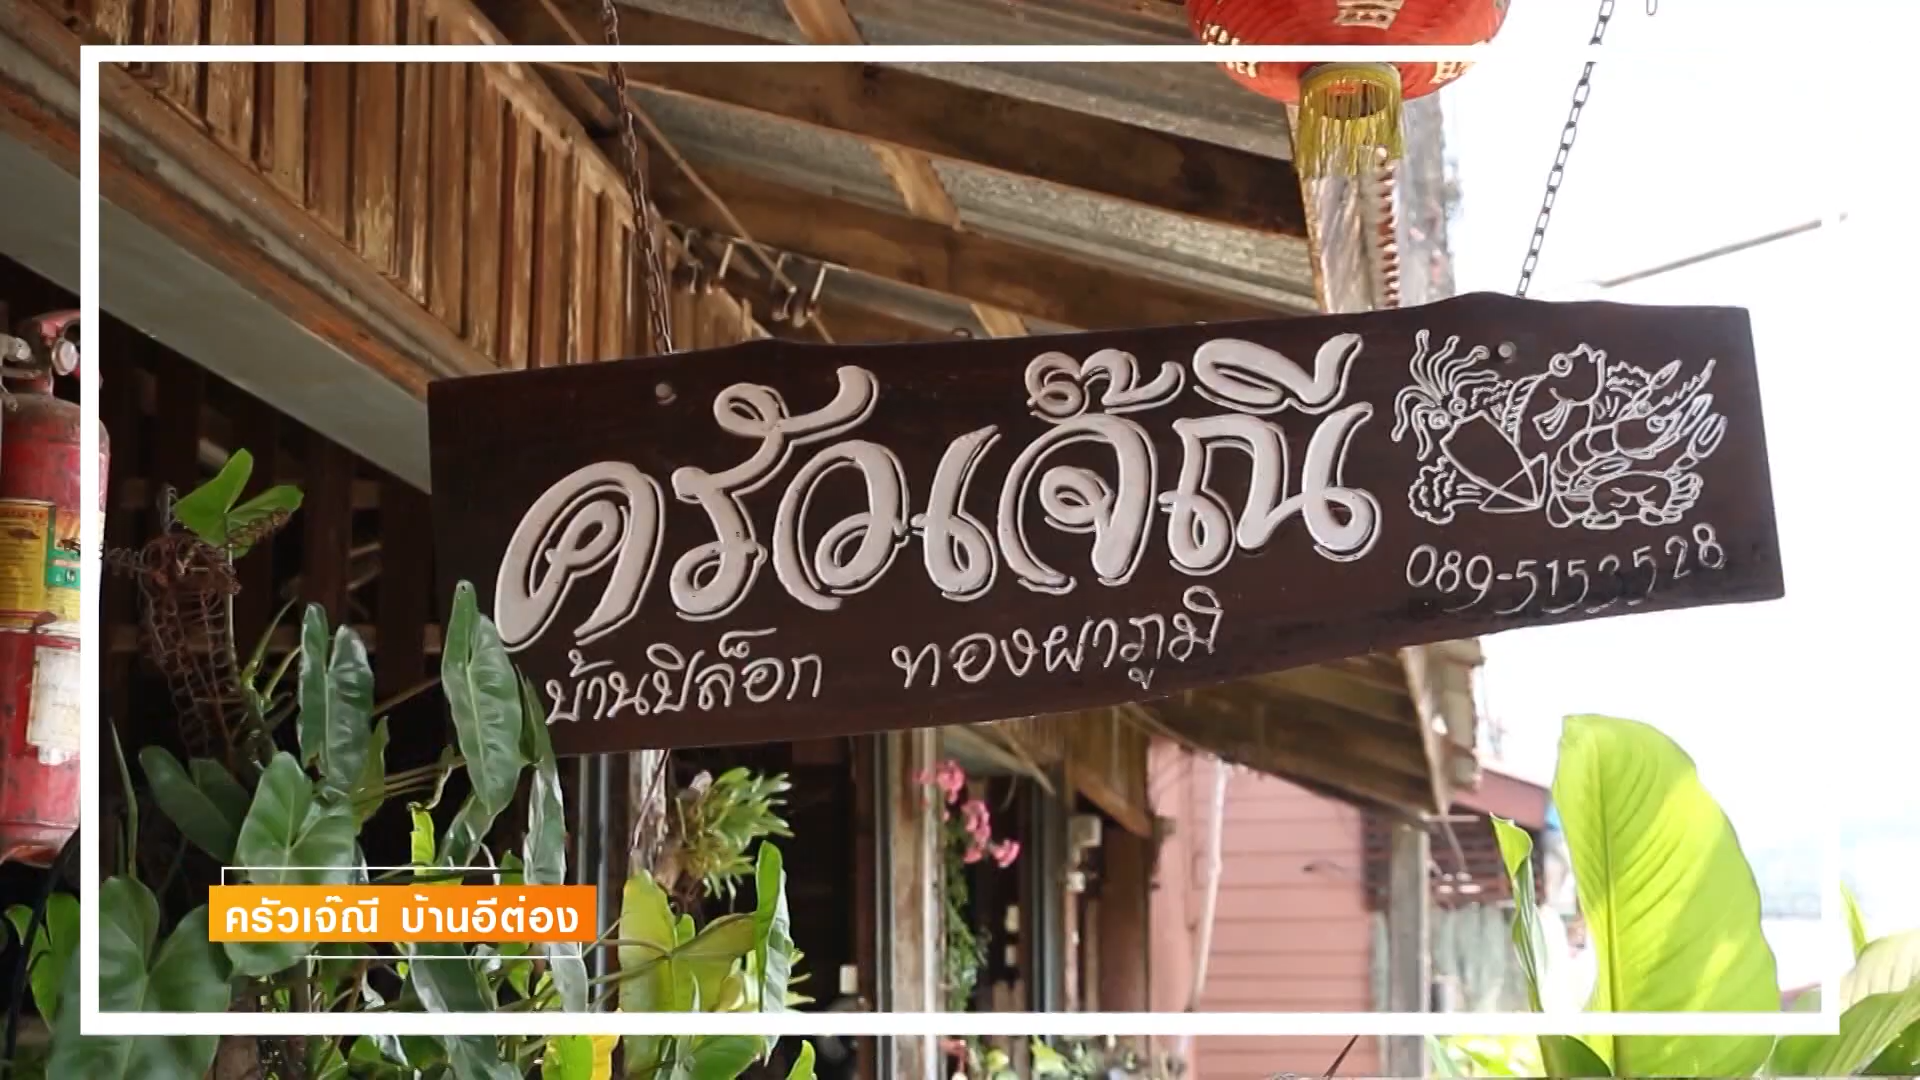 ครัวเจ๊ณี
089-5153528
บ้านปิล็อก ทองผาภูมิ
ครัวเจ๊ณี บ้านอีต่อง